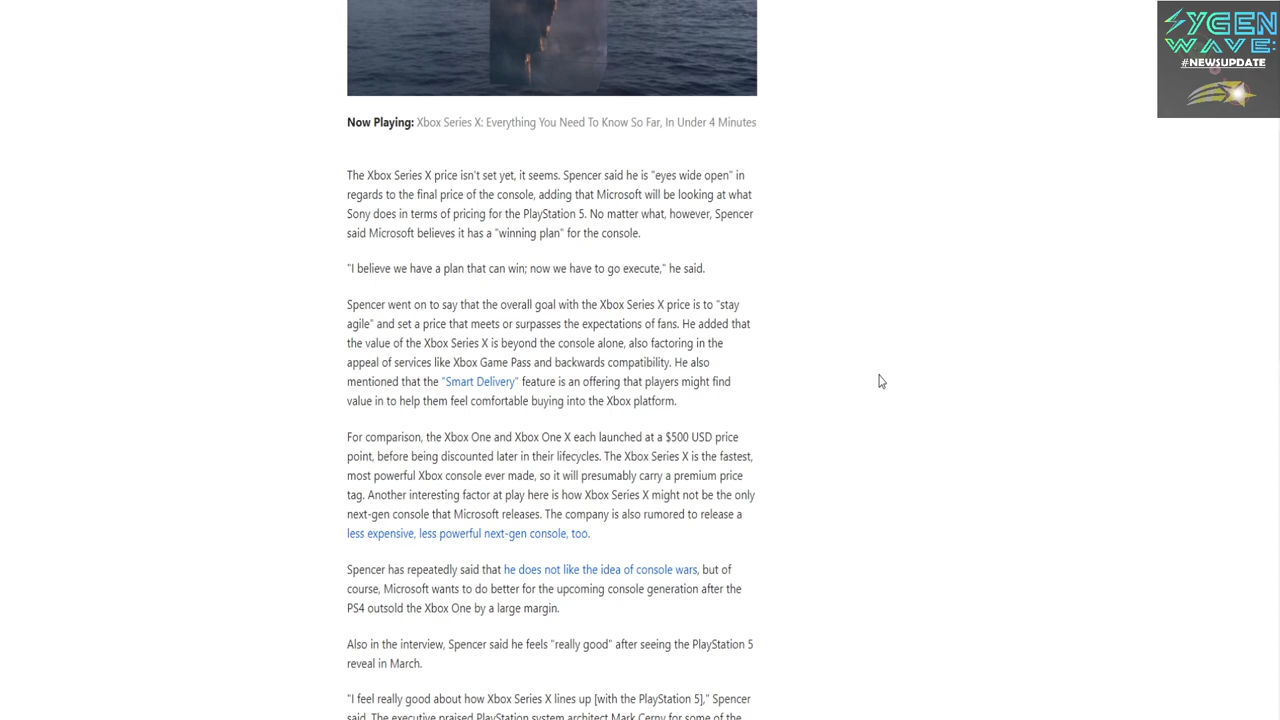 SYGEN
WAVE:
#NEWSUPDATE
Now Playing: Xbox Series X: Everything You Need To Know So Far, In Under 4 Minutes
The Xbox Series X price isn't set yet, it seems. Spencer said he is "eyes wide open" in
regards to the final price of the console, adding that Microsoft will be looking at what
Sony does in terms of pricing for the PlayStation 5. No matter what, however, Spencer
said Microsoft believes it has a "winning plan" for the console.
"I believe we have a plan that can win; now we have to go execute," he said.
Spencer went on to say that the overall goal with the Xbox Series X price is to "stay
agile" and set a price that meets or surpasses the expectations of fans. He added that
the value of the Xbox Series X is beyond the console alone, also factoring in the
appeal of services like Xbox Game Pass and backwards compatibility. He also
mentioned that the "Smart Delivery" feature is an offering that players might find
value in to help them feel comfortable buying into the Xbox platform.
For comparison, the Xbox One and Xbox One X each launched at a $500 USD price
point, before being discounted later in their lifecycles. The Xbox Series X is the fastest,
most powerful Xbox console ever made, so it will presumably carry a premium price
tag. Another interesting factor at play here is how Xbox Series X might not be the only
next-gen console that Microsoft releases. The company is also rumored to release a
less expensive, less powerful next-gen console, too.
Spencer has repeatedly said that he does not like the idea of console wars, but of
course, Microsoft wants to do better for the upcoming console generation after the
PS4 outsold the Xbox One by a large margin.
Also in the interview, Spencer said he feels "really good" after seeing the PlayStation 5
reveal in March.
"I feel really good about how Xbox Series X lines up [with the PlayStation 5]," Spencer
said. The executive praised PlayStation system architect Mark Cerny for some of the